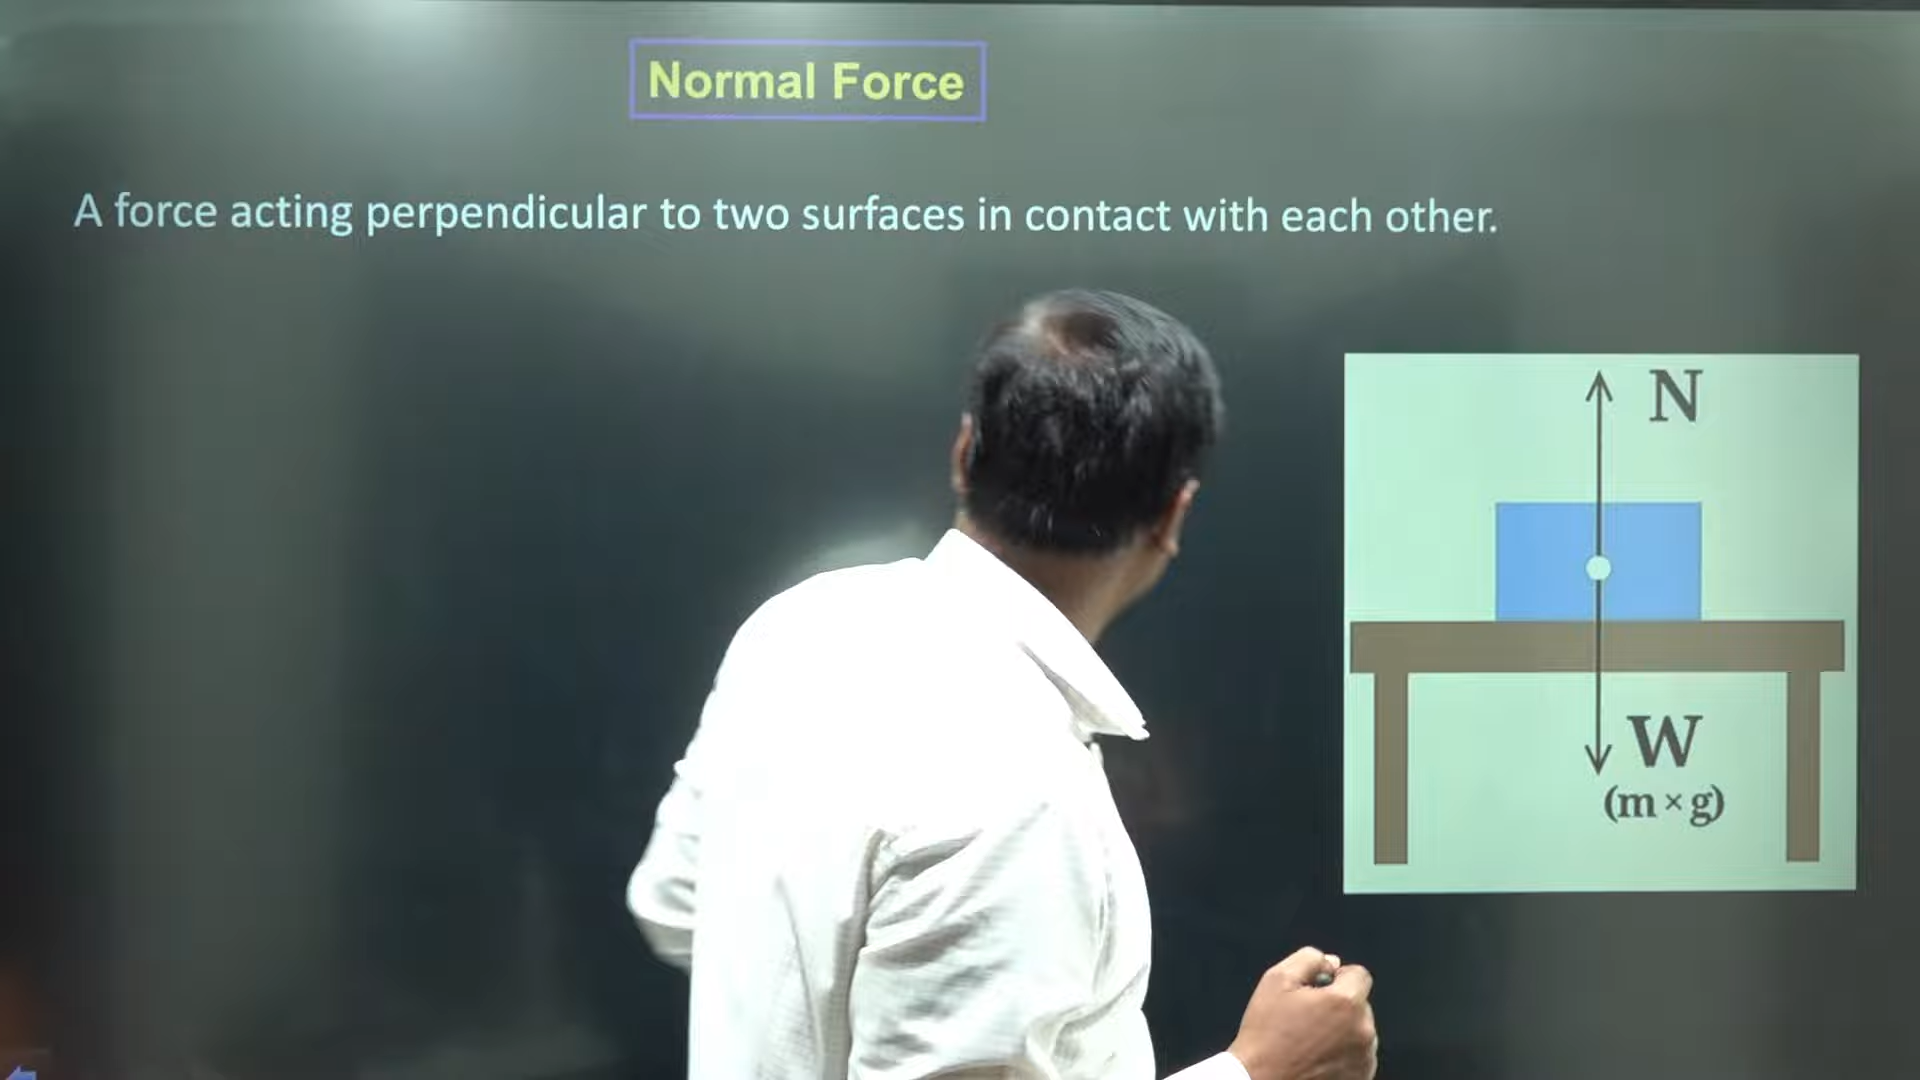 Normal Force
A force acting perpendicular to two surfaces in contact with each other.
N
W
(m × g)